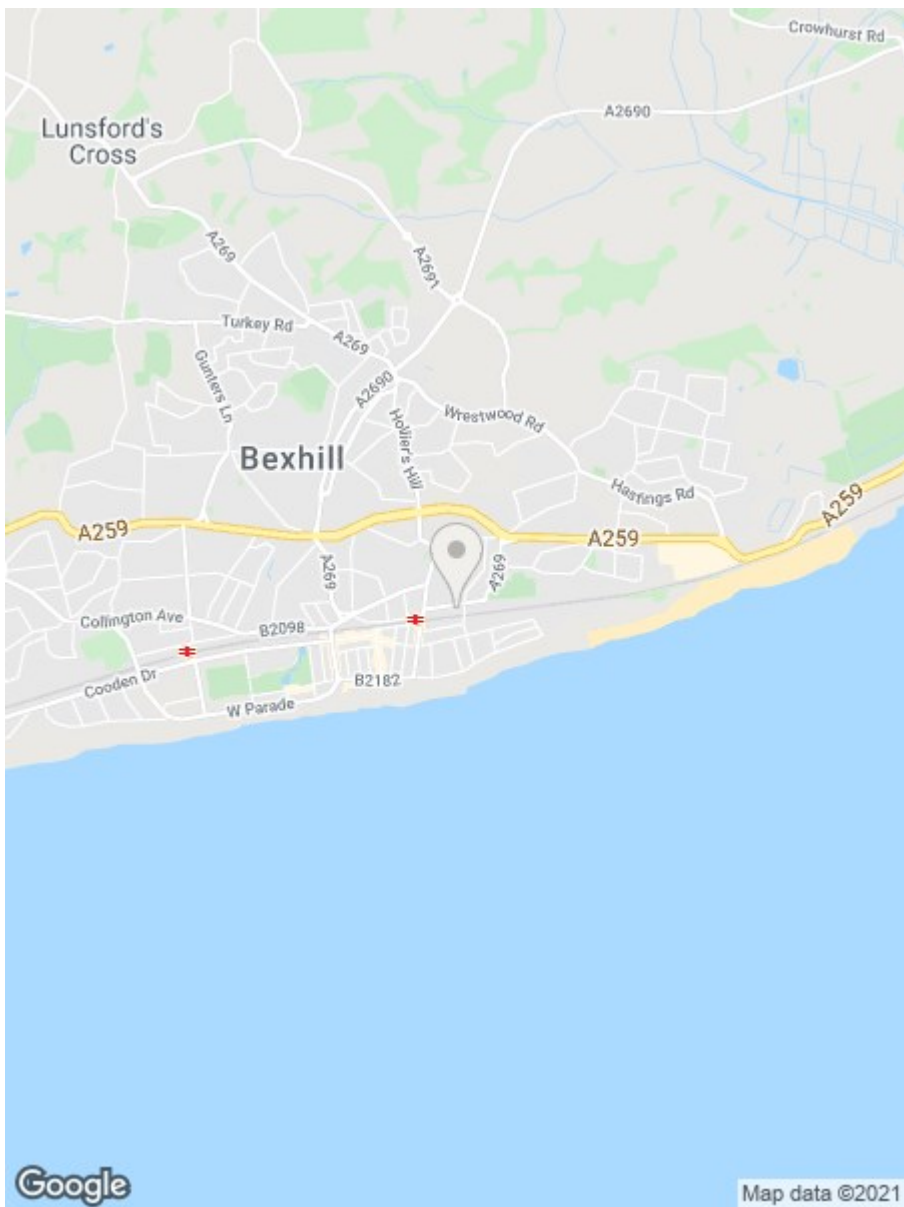 Crowhurst Rd
A2690
Lunsford's
Cross
A269
A2691
Turkey Rd
A269
Gunters Ln
A2690
Hollier's Hill
Wrestwood Rd
Bexhill
Hastings Rd
A259
A259
A259
A269
A269
Collington Ave
B2098
Cooden Dr
B2182
W Parade
Google
Map data ©2021